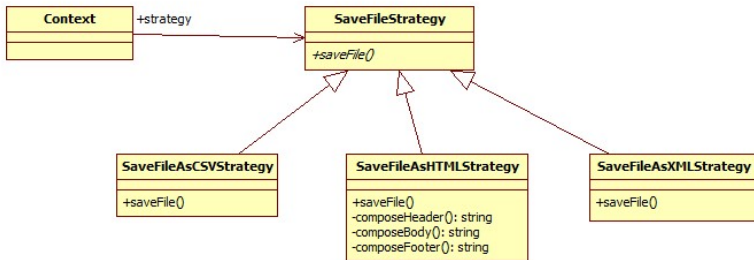 Context
+strategy
SaveFileStrategy
+saveFile()
SaveFileAsCSVStrategy
+saveFile()
SaveFileAsHTMLStrategy
+saveFile()
-composeHeader(): string
-composeBody(): string
-composeFooter(): string
SaveFileAsXMLStrategy
+saveFile()